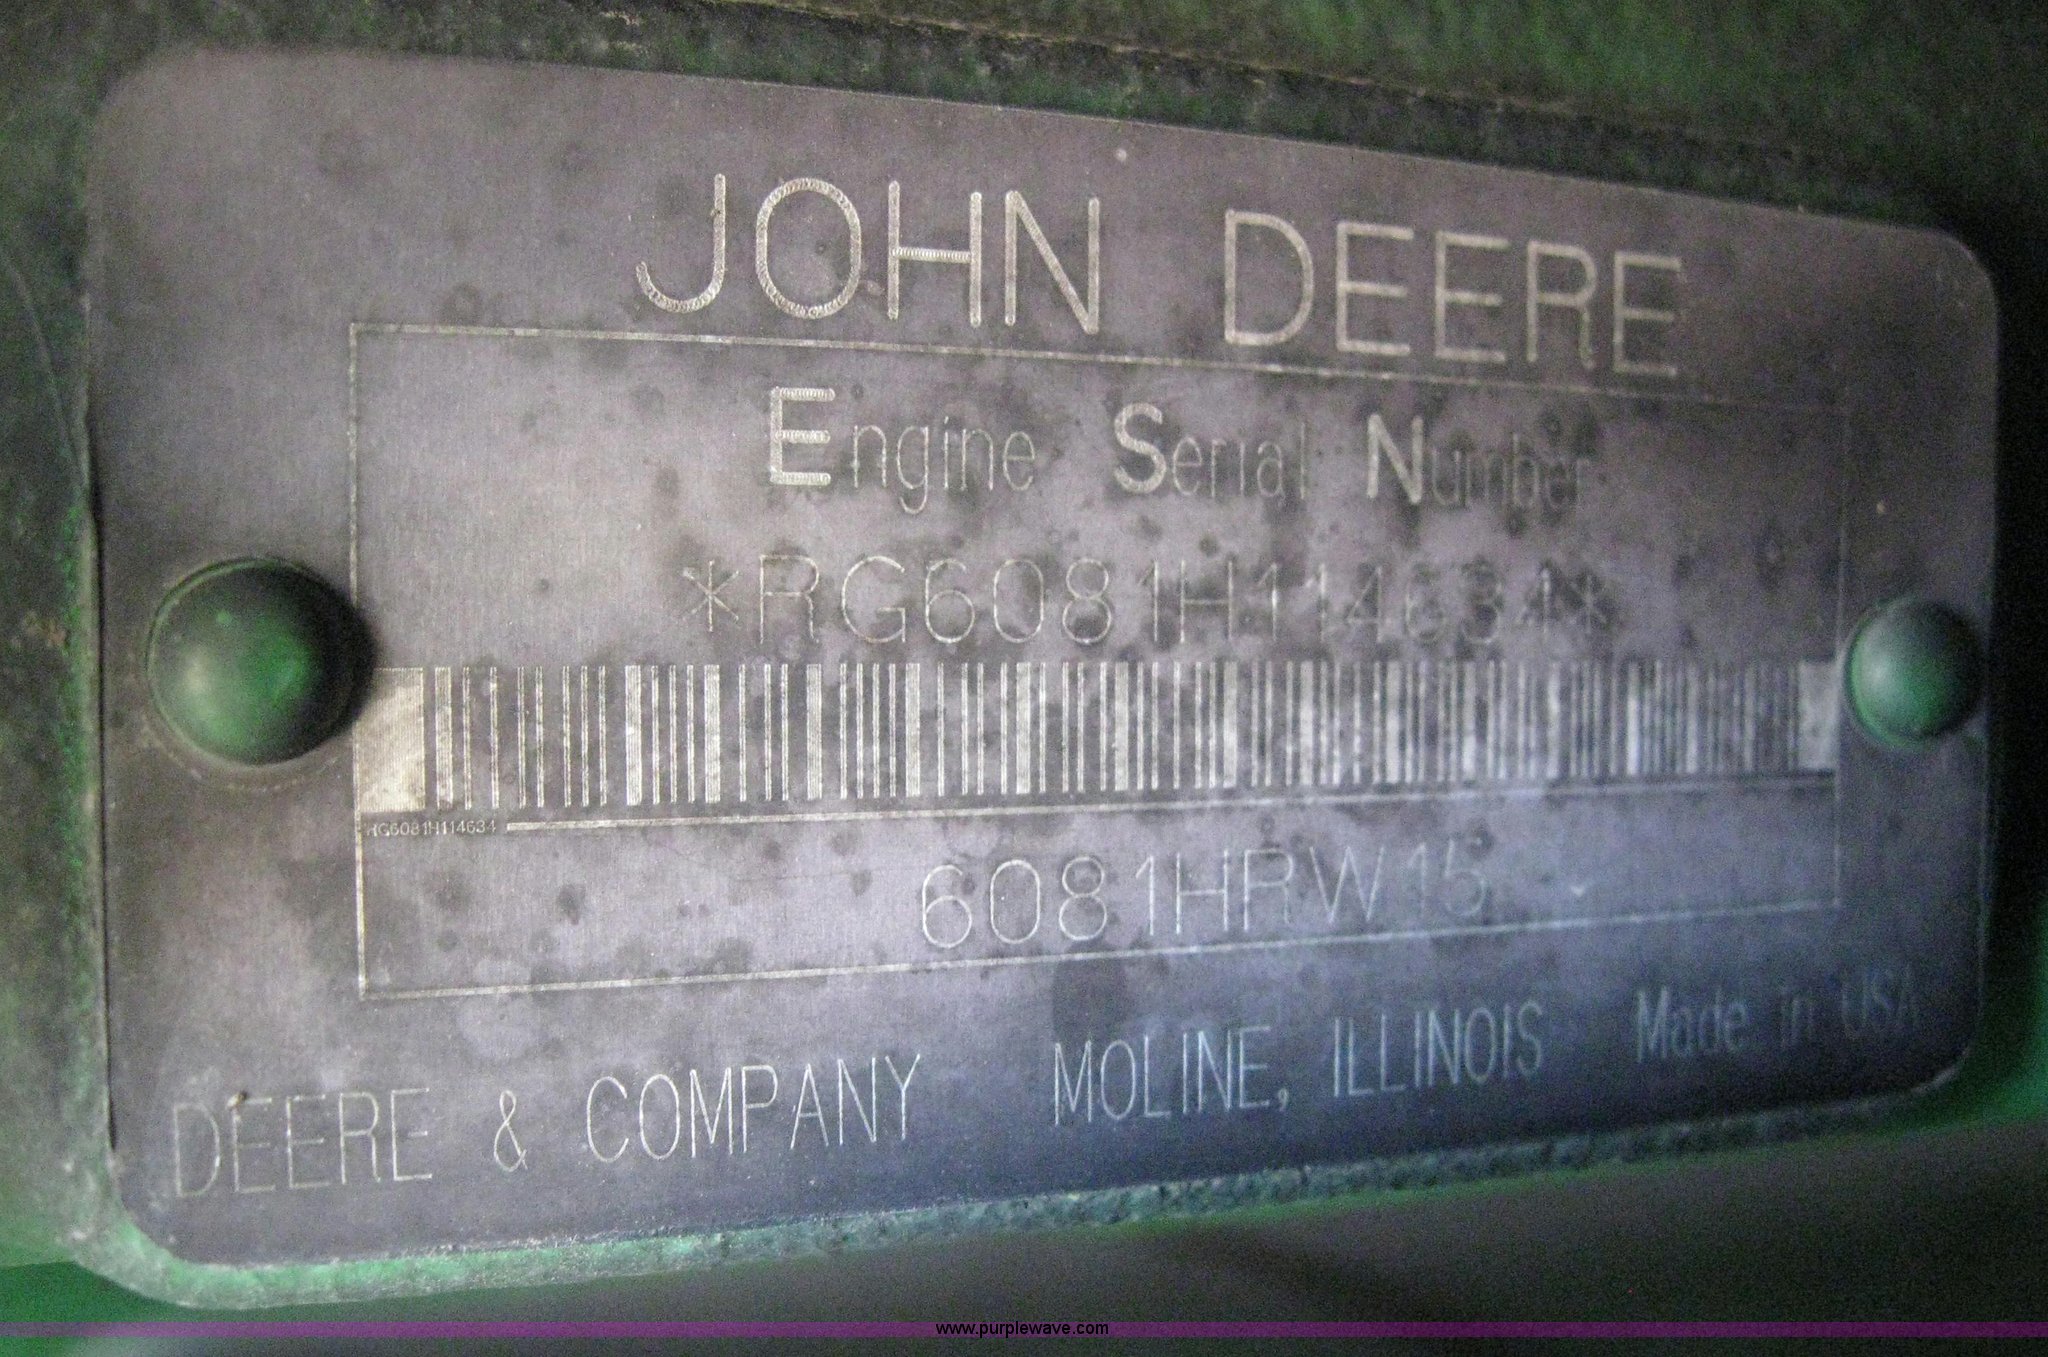 JOHN DEERE
Engine Serial Number
*RG6081H114634*
RG6081H114634
6081HRW15
DEERE & COMPANY MOLINE, ILLINOIS Made in USA
www.purplewave.com